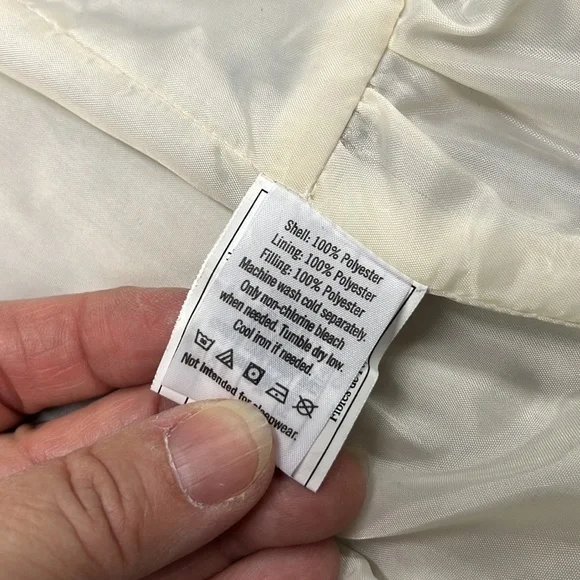 Shell: 100% Polyester
Lining: 100% Polyester
Filling: 100% Polyester
Machine wash cold separately.
Only non-chlorine bleach
when needed. Tumble dry low.
Cool iron if needed.
Not Intended for sleepwear.